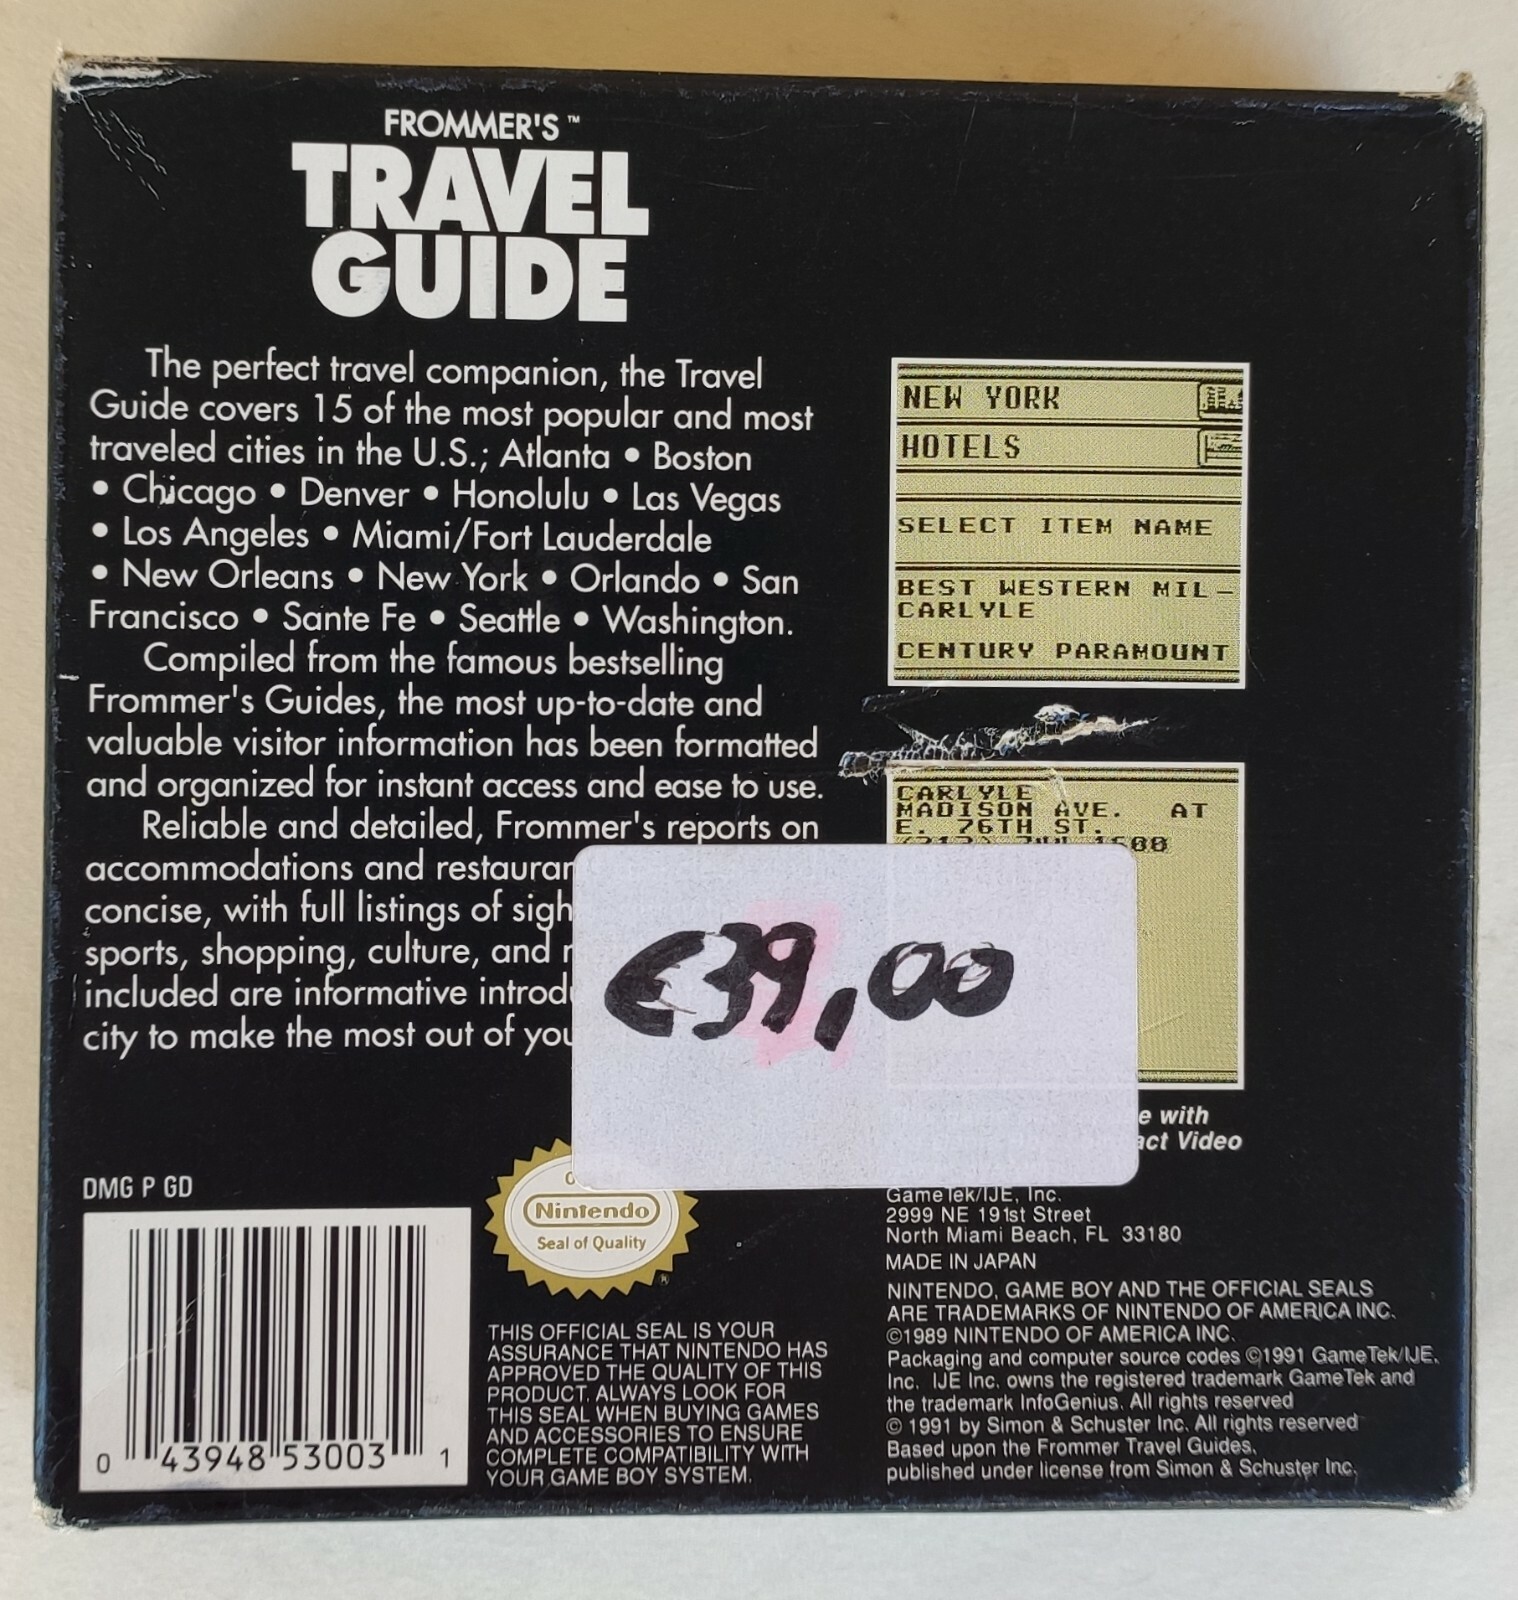 FROMMER'S™
TRAVEL
GUIDE
The perfect travel companion, the Travel
Guide covers 15 of the most popular and most
traveled cities in the U.S.; Atlanta • Boston
• Chicago • Denver • Honolulu • Las Vegas
• Los Angeles • Miami/Fort Lauderdale
• New Orleans • New York • Orlando • San
Francisco • Sante Fe • Seattle • Washington.
Compiled from the famous bestselling
Frommer's Guides, the most up-to-date and
valuable visitor information has been formatted
and organized for instant access and ease to use.
Reliable and detailed, Frommer's reports on
accommodations and
concise, with full listings of
sports, shopping, culture, and
included are informative
city to make the most out of
NEW YORK
HOTELS
SELECT ITEM NAME
BEST WESTERN MIL-
CARLYLE
CENTURY PARAMOUNT
CARLYLE
MADISON AVE. AT
E. 76TH ST.
1600
€39,00
with
Video
DMG P GD
0 43948 53003 1
Nintendo
Seal of Quality
®
THIS OFFICIAL SEAL IS YOUR
ASSURANCE THAT NINTENDO HAS
APPROVED THE QUALITY OF THIS
PRODUCT. ALWAYS LOOK FOR
THIS SEAL WHEN BUYING GAMES
AND ACCESSORIES TO ENSURE
COMPLETE COMPATIBILITY WITH
YOUR GAME BOY SYSTEM.
GameTek/IJE, Inc.
2999 NE 191st Street
North Miami Beach, FL 33180
MADE IN JAPAN
NINTENDO, GAME BOY AND THE OFFICIAL SEALS
ARE TRADEMARKS OF NINTENDO OF AMERICA INC.
©1989 NINTENDO OF AMERICA INC.
Packaging and computer source codes ©1991 GameTek/IJE.
Inc. IJE Inc. owns the registered trademark GameTek and
the trademark InfoGenius. All rights reserved
© 1991 by Simon & Schuster Inc. All rights reserved
Based upon the Frommer Travel Guides,
published under license from Simon & Schuster Inc.